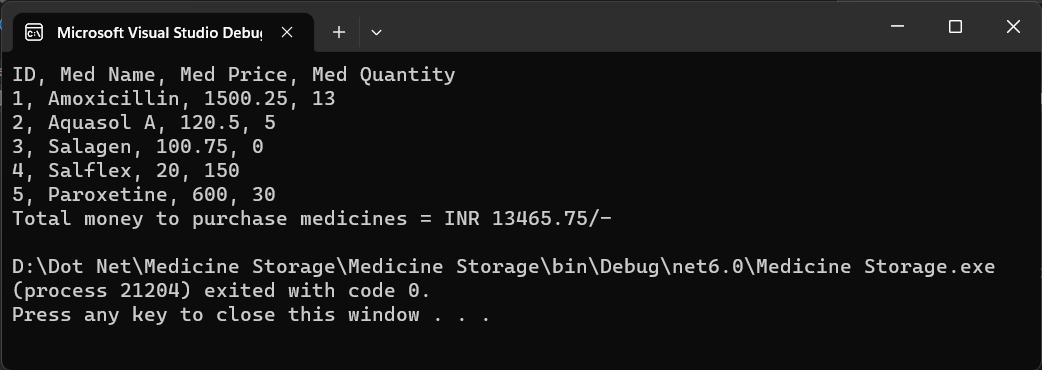 Microsoft Visual Studio Debug
ID, Med Name, Med Price, Med Quantity
1, Amoxicillin, 1500.25, 13
2, Aquasol A, 120.5, 5
3, Salagen, 100.75, 0
4, Salflex, 20, 150
5, Paroxetine, 600, 30
Total money to purchase medicines = INR 13465.75/-
D:\Dot Net\Medicine Storage\Medicine Storage\bin\Debug\net6.0\Medicine Storage.exe
(process 21204) exited with code 0.
Press any key to close this window . . .